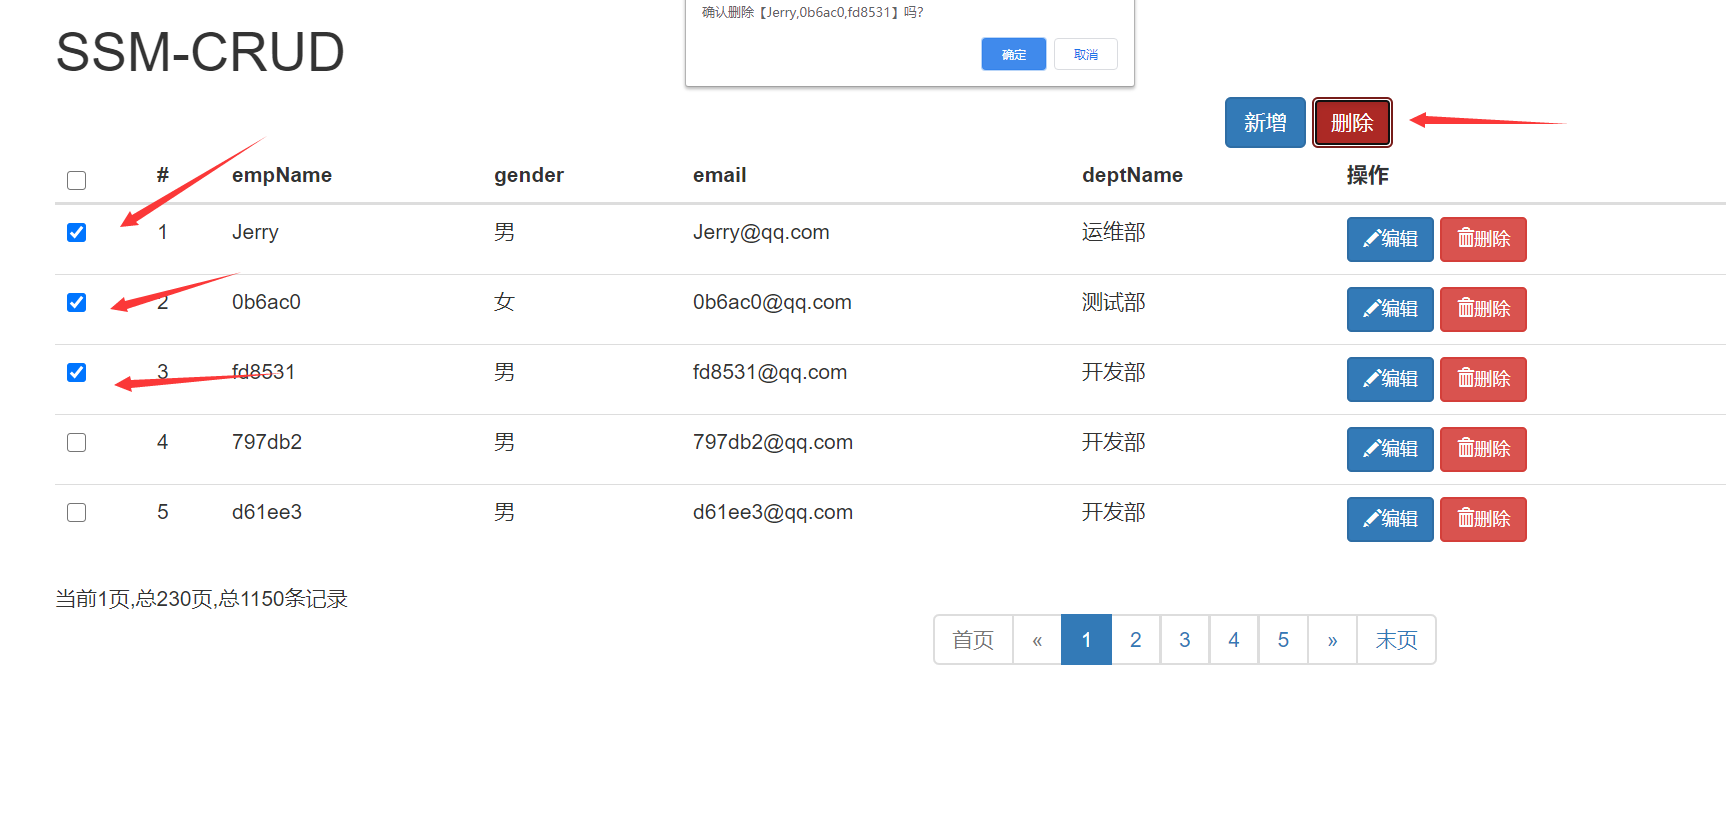 确认删除【Jerry,0b6ac0,fd8531】吗?
确定 取消
SSM-CRUD
新增 删除
# empName gender email deptName 操作
1 Jerry 男 Jerry@qq.com 运维部 编辑 删除
2 0b6ac0 女 0b6ac0@qq.com 测试部 编辑 删除
3 fd8531 男 fd8531@qq.com 开发部 编辑 删除
4 797db2 男 797db2@qq.com 开发部 编辑 删除
5 d61ee3 男 d61ee3@qq.com 开发部 编辑 删除
当前1页,总230页,总1150条记录
首页 « 1 2 3 4 5 » 末页